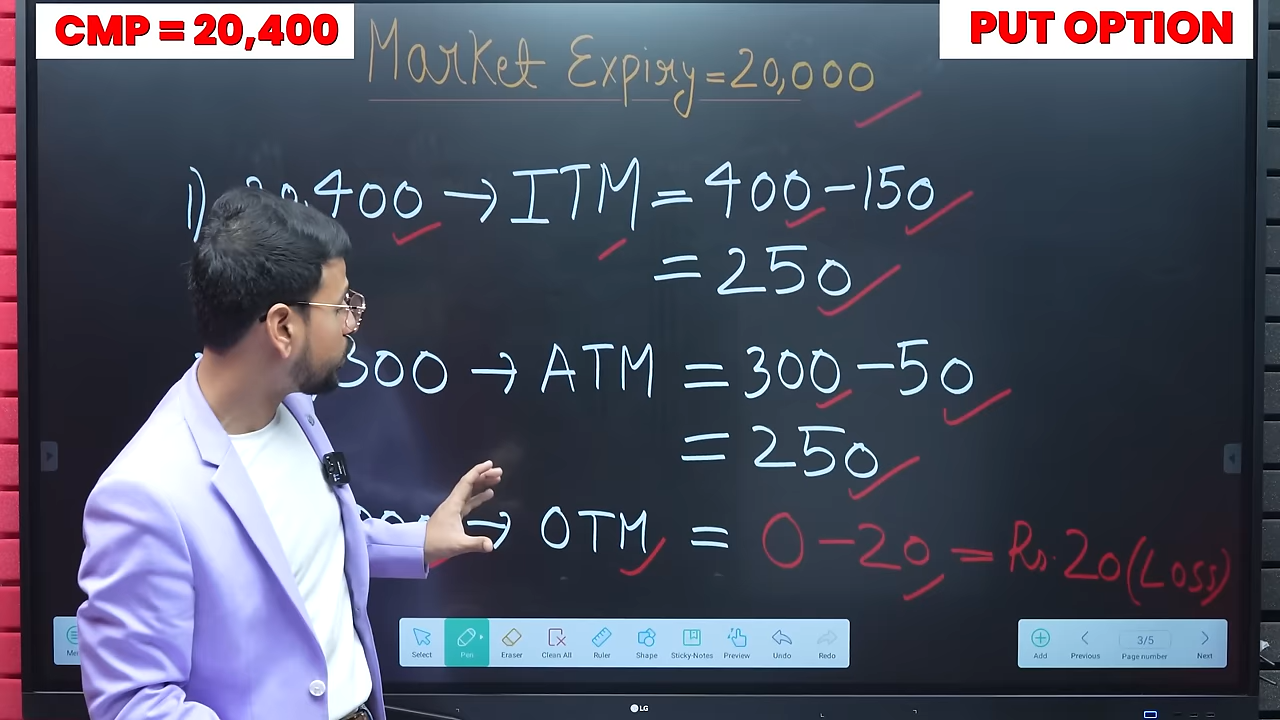 CMP = 20,400
PUT OPTION
Market Expiry = 20,000
1) 20,400 → ITM = 400 - 150
= 250
300 → ATM = 300 - 50
= 250
→ OTM = 0 - 20 = Rs. 20 (Loss)
Select
Pen
Eraser
Clean All
Ruler
Shape
Sticky-Notes
Preview
Undo
Redo
Add
Previous
3/5
Page number
Next
LG